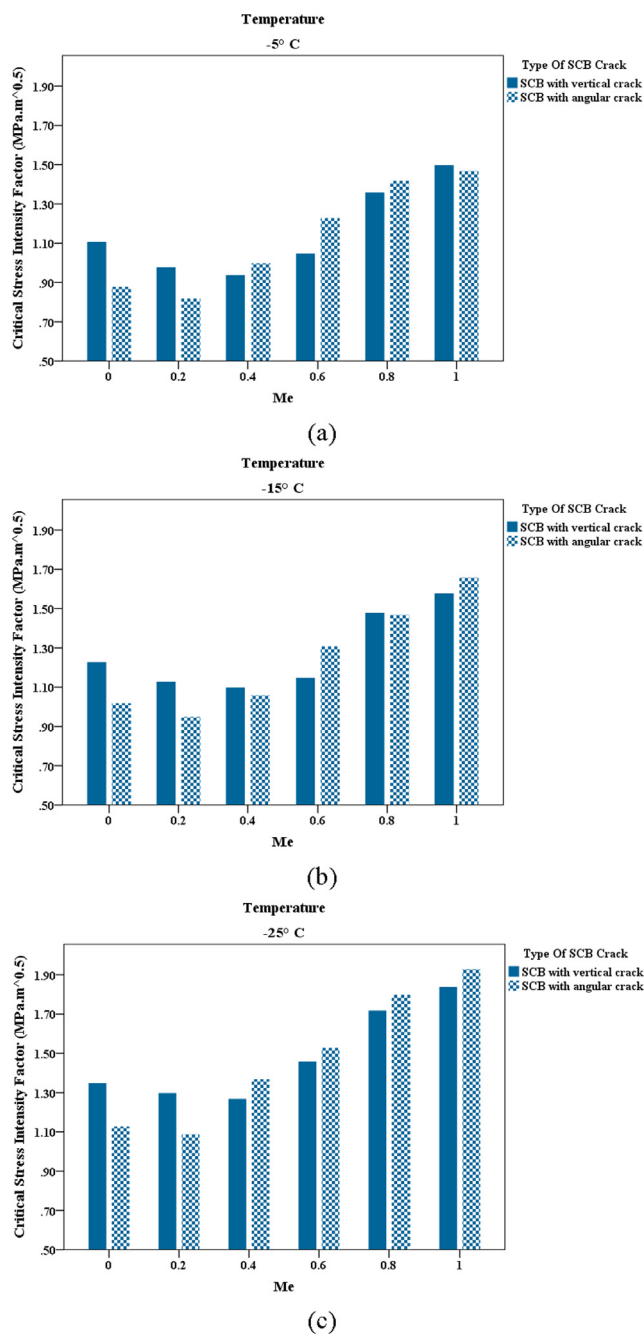 Temperature
-5° C
Type Of SCB Crack
SCB with vertical crack
SCB with angular crack
Critical Stress Intensity Factor (MPa.m^0.5)
1.90
1.70
1.50
1.30
1.10
.90
.70
.50
0 0.2 0.4 0.6 0.8 1
Me
(a)
Temperature
-15° C
Type Of SCB Crack
SCB with vertical crack
SCB with angular crack
Critical Stress Intensity Factor (MPa.m^0.5)
1.90
1.70
1.50
1.30
1.10
.90
.70
.50
0 0.2 0.4 0.6 0.8 1
Me
(b)
Temperature
-25° C
Type Of SCB Crack
SCB with vertical crack
SCB with angular crack
Critical Stress Intensity Factor (MPa.m^0.5)
1.90
1.70
1.50
1.30
1.10
.90
.70
.50
0 0.2 0.4 0.6 0.8 1
Me
(c)